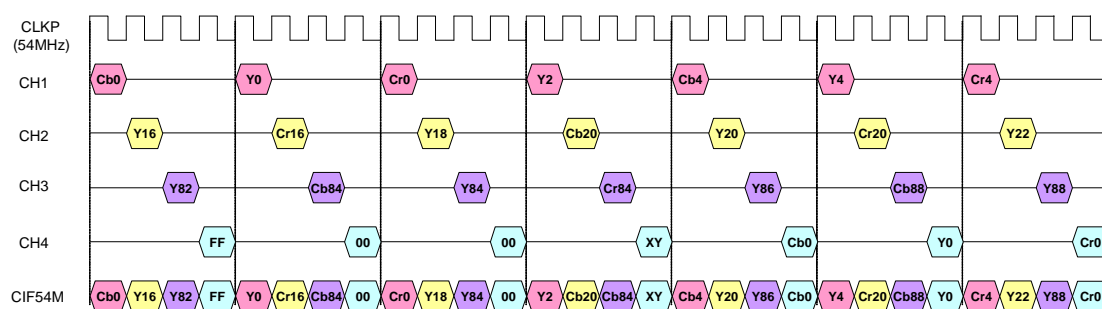 CLKP
(54MHz)
CH1 Cb0 Y0 Cr0 Y2 Cb4 Y4 Cr4
CH2 Y16 Cr16 Y18 Cb20 Y20 Cr20 Y22
CH3 Y82 Cb84 Y84 Cr84 Y86 Cb88 Y88
CH4 FF 00 00 XY Cb0 Y0 Cr0
CIF54M Cb0 Y16 Y82 FF Y0 Cr16 Cb84 00 Cr0 Y18 Y84 00 Y2 Cb20 Cb84 XY Cb4 Y20 Y86 Cb0 Y4 Cr20 Cb88 Y0 Cr4 Y22 Y88 Cr0